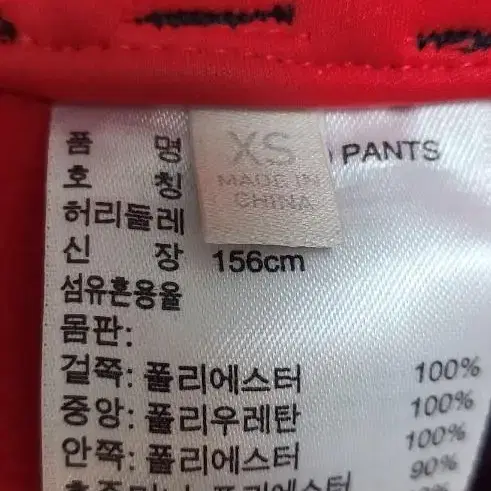 XS
MADE IN
CHINA
품 명 PANTS
호 칭
허리둘레
신 장 156cm
섬유혼용율
몸판:
겉쪽: 폴리에스터 100%
중앙: 폴리우레탄 100%
안쪽: 폴리에스터 100%
90%